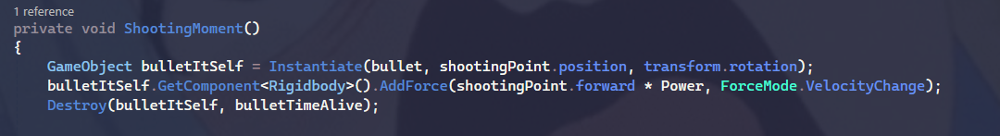 1 reference
private void ShootingMoment()
{
GameObject bulletItSelf = Instantiate(bullet, shootingPoint.position, transform.rotation);
bulletItSelf.GetComponent<Rigidbody>().AddForce(shootingPoint.forward * Power, ForceMode.VelocityChange);
Destroy(bulletItSelf, bulletTimeAlive);